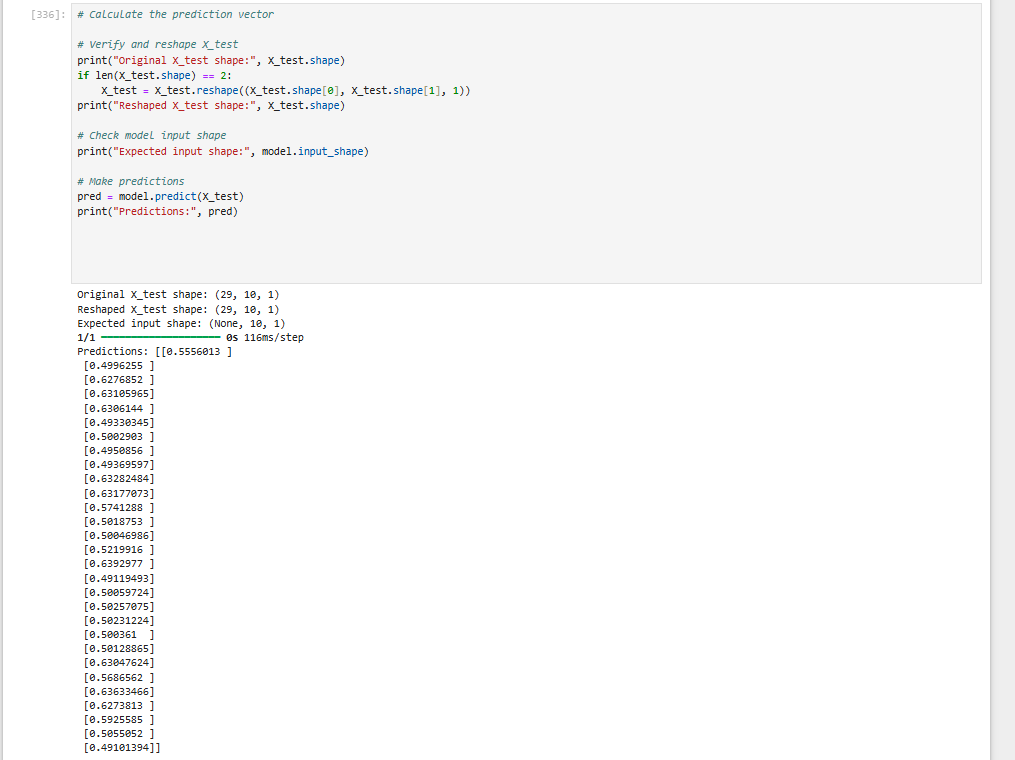 [336]: # Calculate the prediction vector
# Verify and reshape X_test
print("Original X_test shape:", X_test.shape)
if len(X_test.shape) == 2:
    X_test = X_test.reshape((X_test.shape[0], X_test.shape[1], 1))
print("Reshaped X_test shape:", X_test.shape)
# Check model input shape
print("Expected input shape:", model.input_shape)
# Make predictions
pred = model.predict(X_test)
print("Predictions:", pred)
Original X_test shape: (29, 10, 1)
Reshaped X_test shape: (29, 10, 1)
Expected input shape: (None, 10, 1)
1/1 ━━━━━━━━━━━━━━━━━━━━ 0s 116ms/step
Predictions: [[0.5556013 ]
 [0.4996255 ]
 [0.6276852 ]
 [0.63105965]
 [0.6306144 ]
 [0.49330345]
 [0.5002903 ]
 [0.4950856 ]
 [0.49369597]
 [0.63282484]
 [0.63177073]
 [0.5741288 ]
 [0.5018753 ]
 [0.50046986]
 [0.5219916 ]
 [0.6392977 ]
 [0.49119493]
 [0.50059724]
 [0.50257075]
 [0.50231224]
 [0.500361  ]
 [0.50128865]
 [0.63047624]
 [0.5686562 ]
 [0.63633466]
 [0.6273813 ]
 [0.5925585 ]
 [0.5055052 ]
 [0.49101394]]